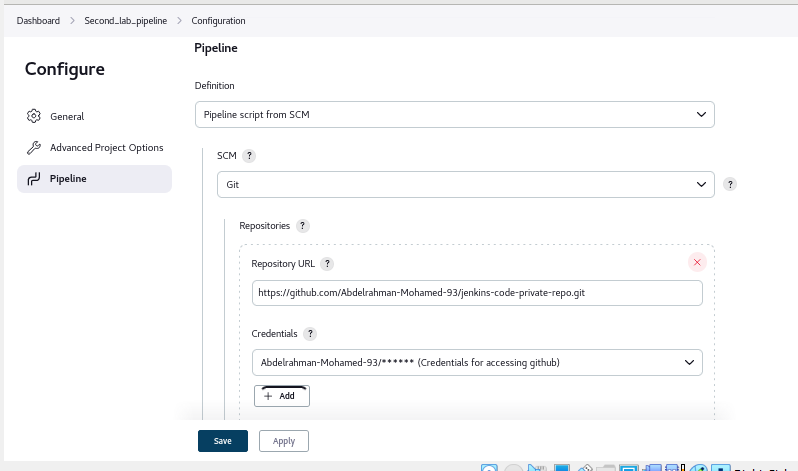 Dashboard > Second_lab_pipeline > Configuration
Configure
General
Advanced Project Options
Pipeline
Pipeline
Definition
Pipeline script from SCM
SCM ?
Git
?
Repositories ?
Repository URL ?
https://github.com/Abdelrahman-Mohamed-93/jenkins-code-private-repo.git
Credentials ?
Abdelrahman-Mohamed-93/****** (Credentials for accessing github)
+ Add
Save
Apply